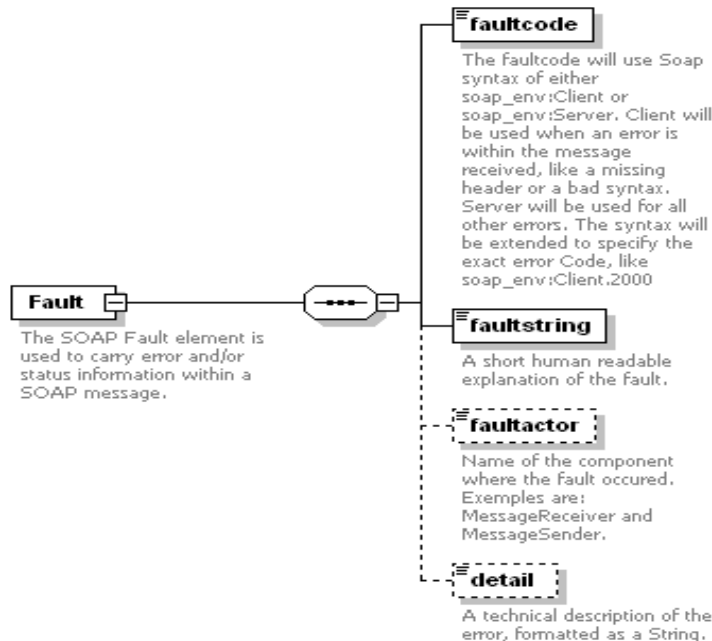 faultcode
The faultcode will use Soap
syntax of either
soap_env:Client or
soap_env:Server. Client will
be used when an error is
within the message
received, like a missing
header or a bad syntax.
Server will be used for all
other errors. The syntax will
be extended to specify the
exact error Code, like
soap_env:Client.2000
Fault
The SOAP Fault element is
used to carry error and/or
status information within a
SOAP message.
faultstring
A short human readable
explanation of the fault.
faultactor
Name of the component
where the fault occured.
Exemples are:
MessageReceiver and
MessageSender.
detail
A technical description of the
error, formatted as a String.